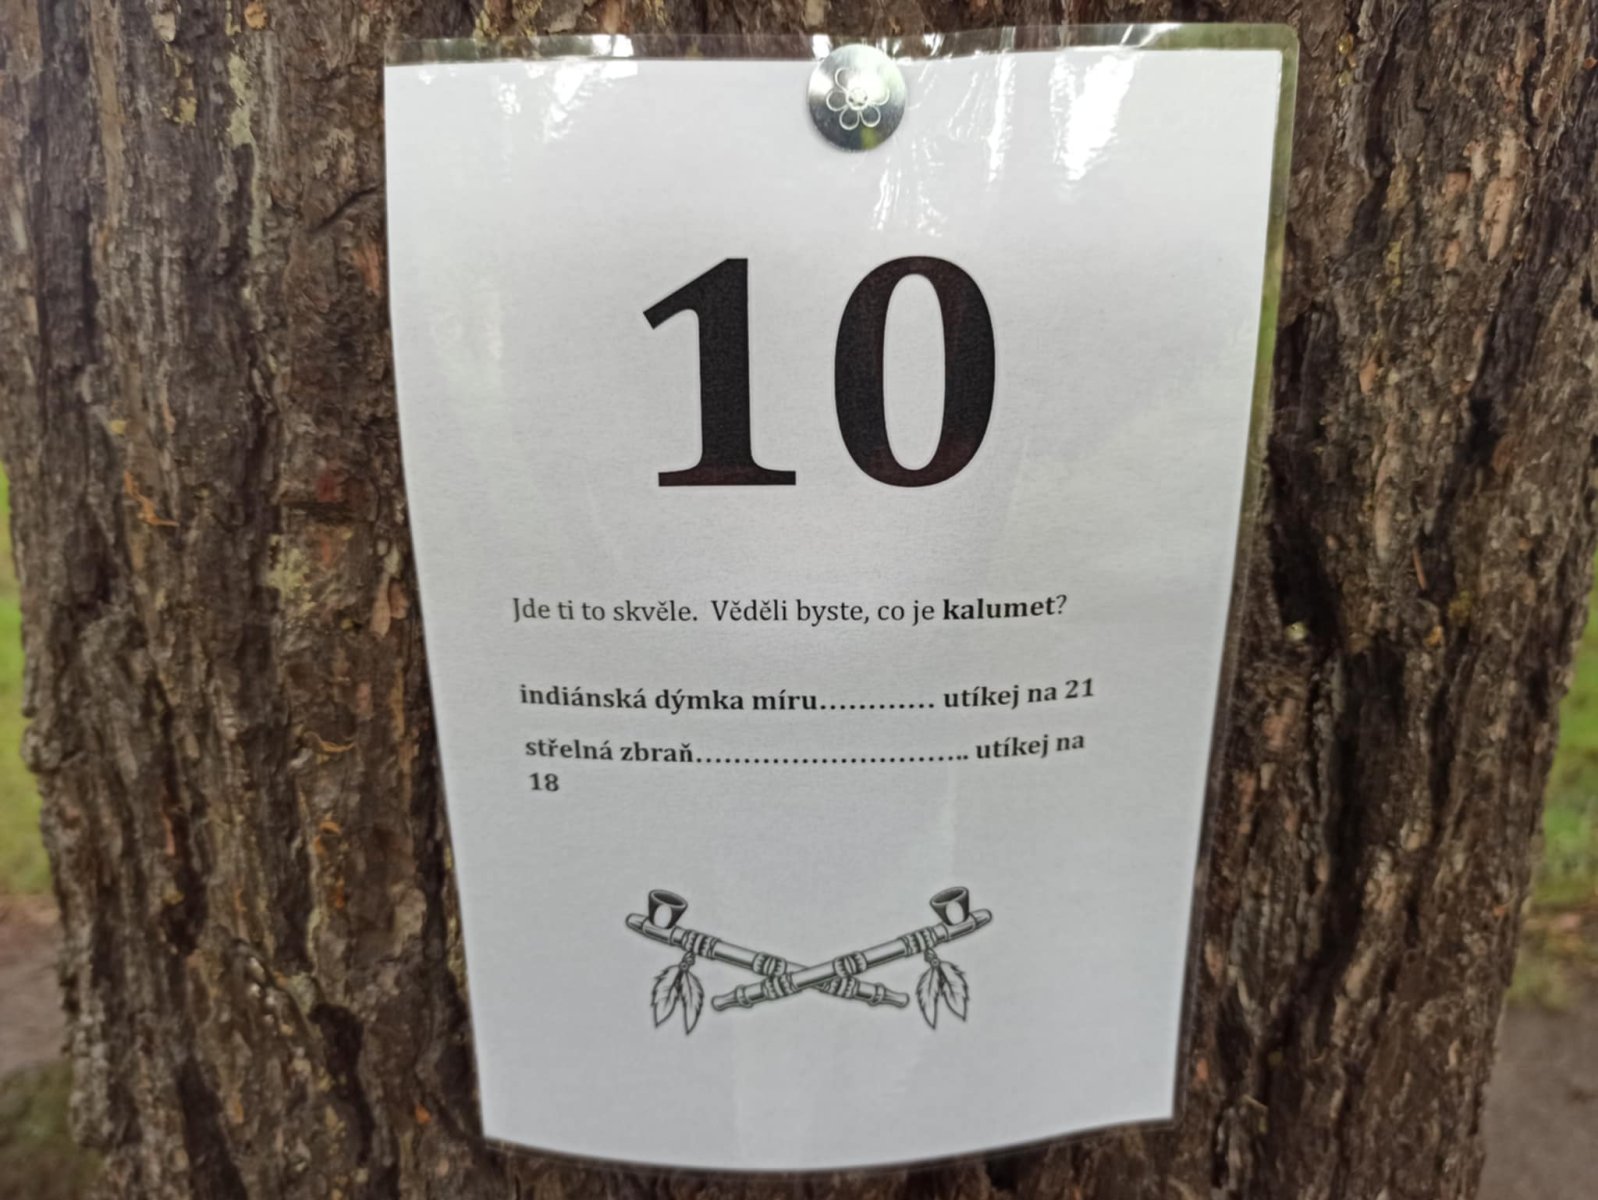 10
Jde ti to skvěle.  Věděli byste, co je kalumet?
indiánská dýmka míru………… utíkej na 21
střelná zbraň……………………….. utíkej na
18